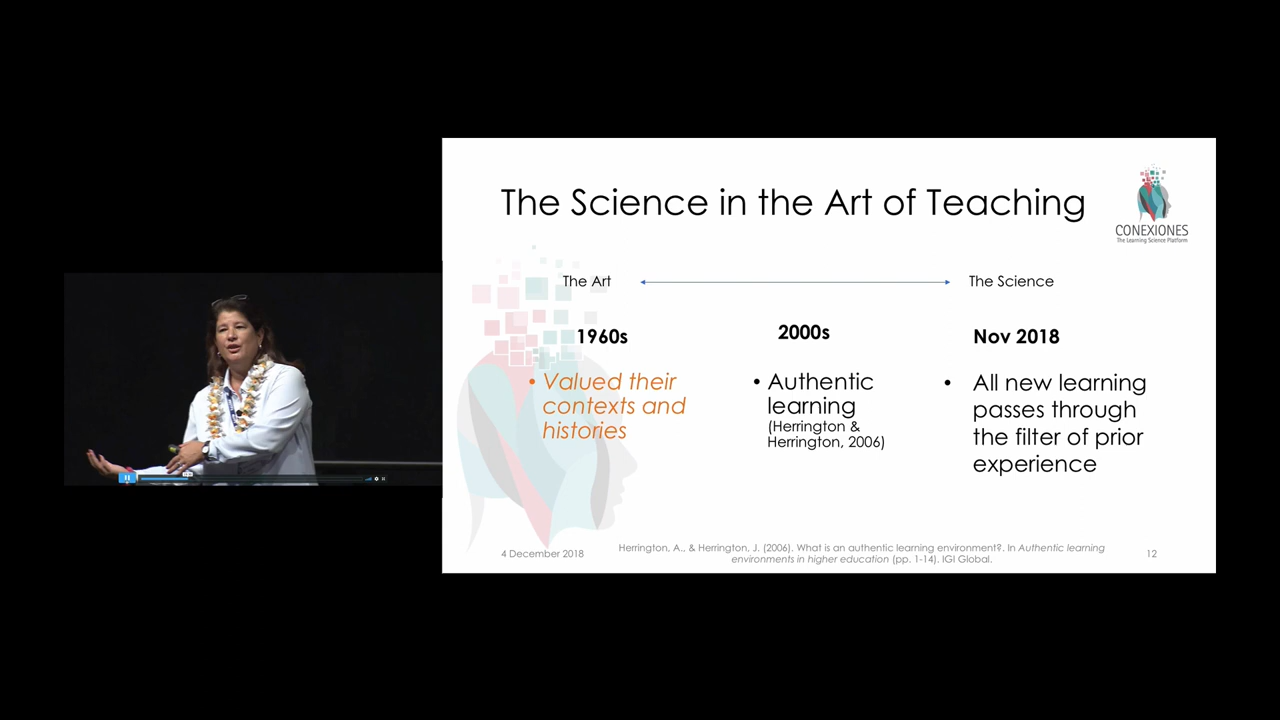 The Science in the Art of Teaching
CONEXIONES
The Learning Science Platform
The Art
The Science
1960s
2000s
Nov 2018
• Valued their
contexts and
histories
• Authentic
learning
(Herrington &
Herrington, 2006)
• All new learning
passes through
the filter of prior
experience
4 December 2018
Herrington, A., & Herrington, J. (2006). What is an authentic learning environment?. In Authentic learning
environments in higher education (pp. 1-14). IGI Global.
12